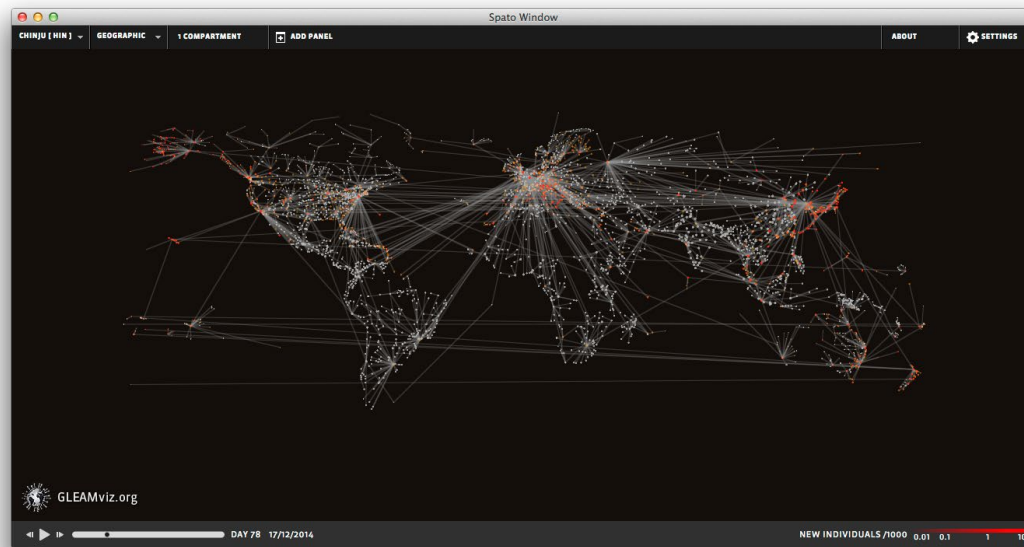 Spato Window
CHINJU [ HIN ] GEOGRAPHIC 1 COMPARTMENT ADD PANEL ABOUT SETTINGS
GLEAMviz.org
DAY 78 17/12/2014 NEW INDIVIDUALS /1000 0.01 0.1 1 10